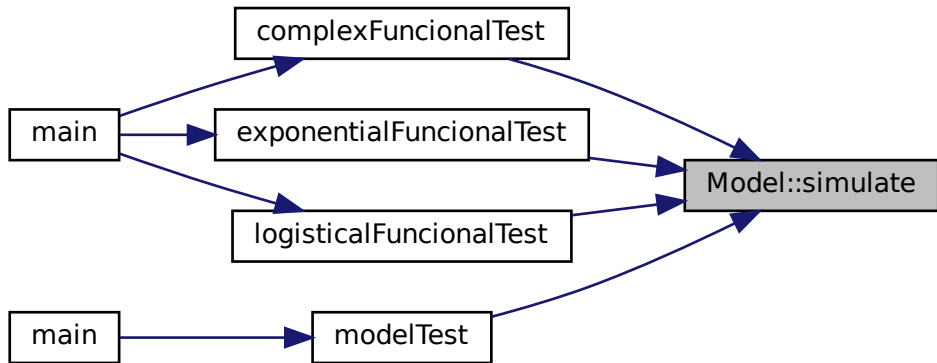 complexFuncionalTest
main
exponentialFuncionalTest
Model::simulate
logisticalFuncionalTest
main
modelTest